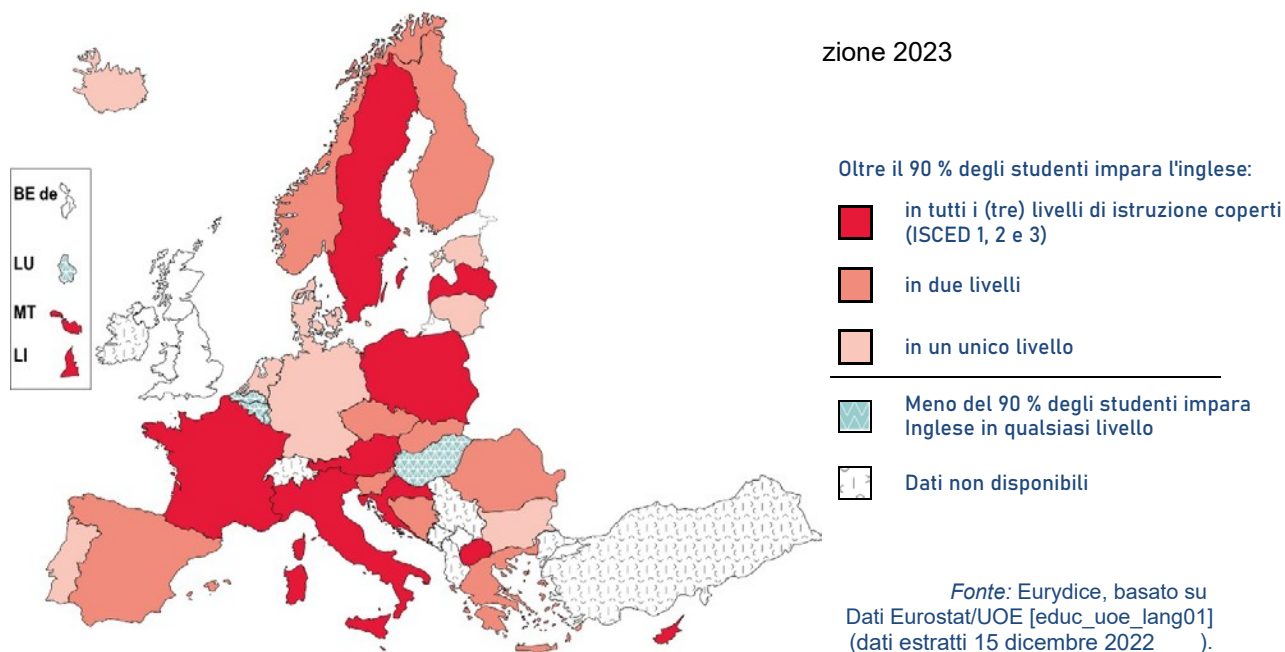 zione 2023
BE de
LU
MT
LI
Oltre il 90 % degli studenti impara l'inglese:
in tutti i (tre) livelli di istruzione coperti
(ISCED 1, 2 e 3)
in due livelli
in un unico livello
Meno del 90 % degli studenti impara
Inglese in qualsiasi livello
Dati non disponibili
Fonte: Eurydice, basato su
Dati Eurostat/UOE [educ_uoe_lang01]
(dati estratti 15 dicembre 2022 ).